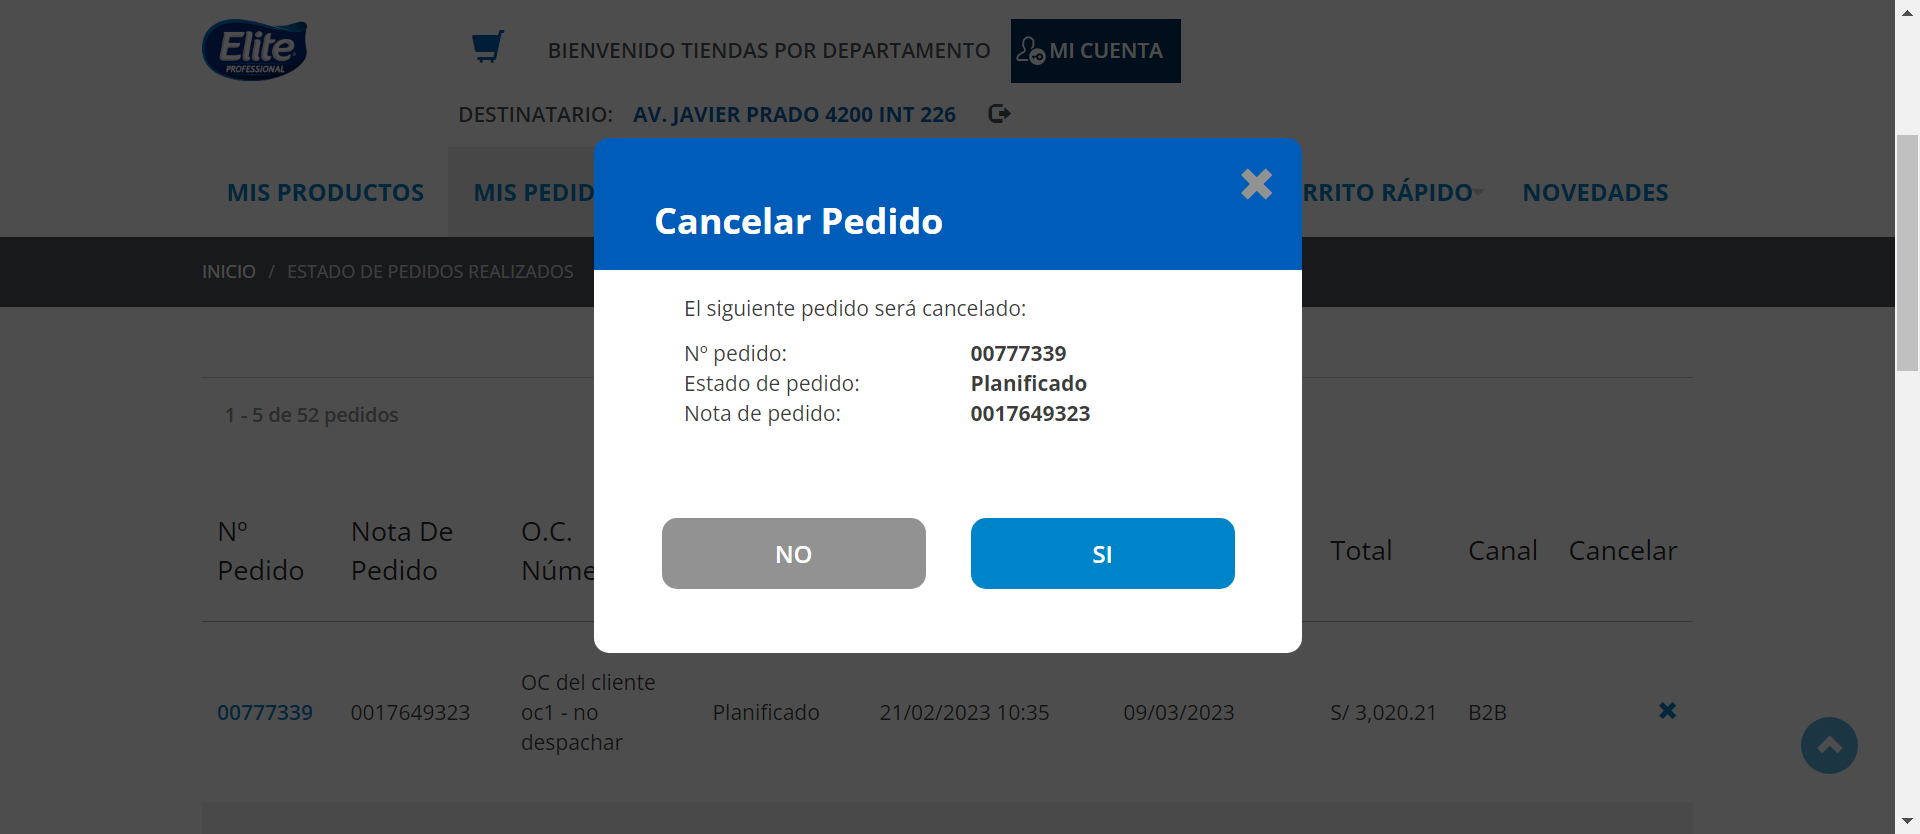 Elite
PROFESSIONAL
BIENVENIDO TIENDAS POR DEPARTAMENTO
MI CUENTA
DESTINATARIO: AV. JAVIER PRADO 4200 INT 226
MIS PRODUCTOS MIS PEDID RRITO RÁPIDO NOVEDADES
INICIO / ESTADO DE PEDIDOS REALIZADOS
Cancelar Pedido
El siguiente pedido será cancelado:
Nº pedido: 00777339
Estado de pedido: Planificado
Nota de pedido: 0017649323
NO SI
1 - 5 de 52 pedidos
Nº Pedido Nota De Pedido O.C. Núme Total Canal Cancelar
00777339 0017649323 OC del cliente oc1 - no despachar Planificado 21/02/2023 10:35 09/03/2023 S/ 3,020.21 B2B